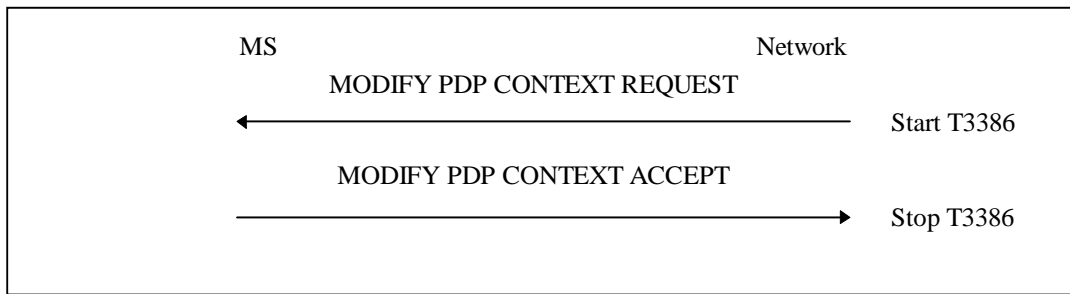 MS Network
MODIFY PDP CONTEXT REQUEST
Start T3386
MODIFY PDP CONTEXT ACCEPT
Stop T3386